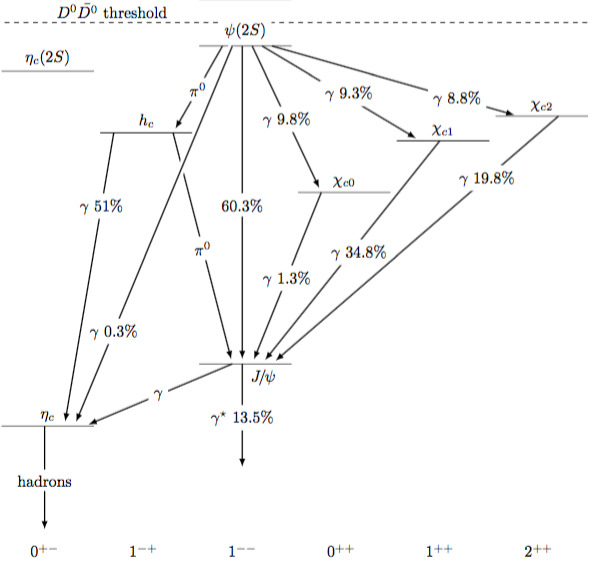 D⁰D̄⁰ threshold
ψ(2S)
η_c(2S)
π⁰
γ 9.3%
γ 8.8%
χ_c2
h_c
γ 9.8%
χ_c1
χ_c0
γ 19.8%
γ 51%
60.3%
π⁰
γ 34.8%
γ 1.3%
γ 0.3%
J/ψ
γ
η_c
γ* 13.5%
hadrons
0⁺⁻ 1⁻⁺ 1⁻⁻ 0⁺⁺ 1⁺⁺ 2⁺⁺